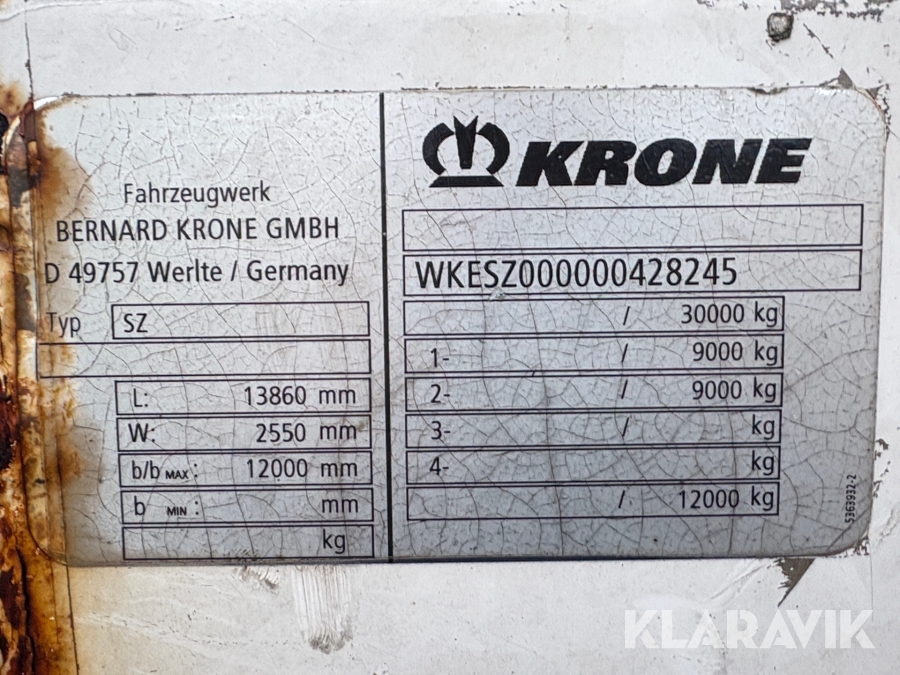 Fahrzeugwerk
BERNARD KRONE GMBH
D 49757 Werlte / Germany
Typ SZ
L: 13860 mm
W: 2550 mm
b/b MAX : 12000 mm
b MIN : mm
kg
KRONE
WKESZ000000428245
/ 30000 kg
1- / 9000 kg
2- / 9000 kg
3- / kg
4- kg
/ 12000 kg
5363932-2
KLARAVIK